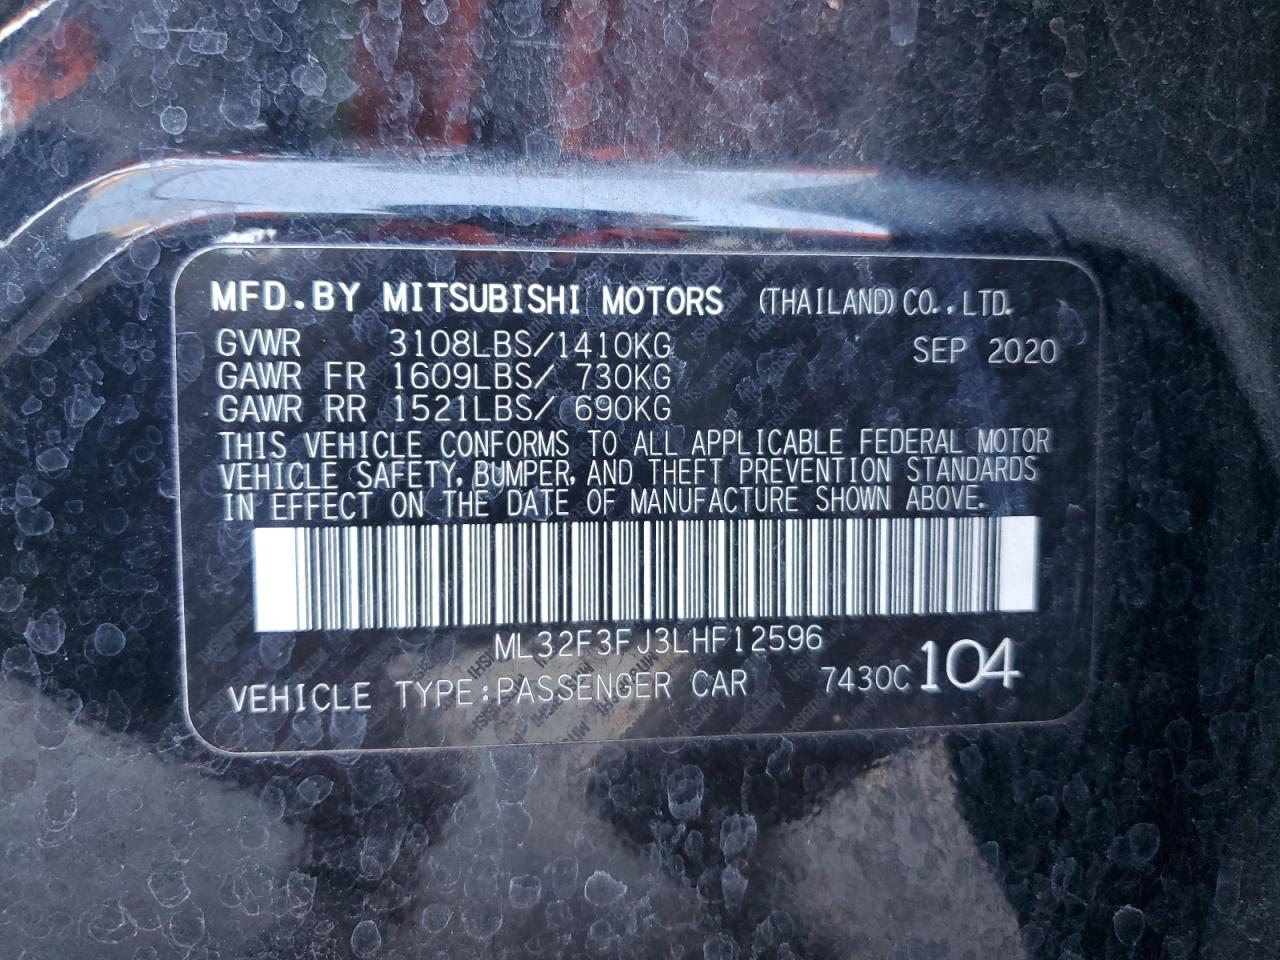 MFD.BY MITSUBISHI MOTORS (THAILAND) CO.,LTD.
GVWR 3108LBS/1410KG SEP 2020
GAWR FR 1609LBS/ 730KG
GAWR RR 1521LBS/ 690KG
THIS VEHICLE CONFORMS TO ALL APPLICABLE FEDERAL MOTOR
VEHICLE SAFETY, BUMPER, AND THEFT PREVENTION STANDARDS
IN EFFECT ON THE DATE OF MANUFACTURE SHOWN ABOVE.
ML32F3FJ3LHF12596
VEHICLE TYPE:PASSENGER CAR 7430C 104